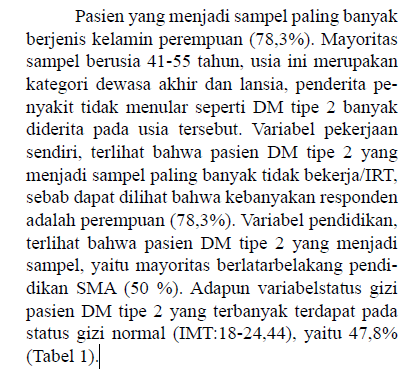 Pasien yang menjadi sampel paling banyak
berjenis kelamin perempuan (78,3%). Mayoritas
sampel berusia 41-55 tahun, usia ini merupakan
kategori dewasa akhir dan lansia, penderita pe-
nyakit tidak menular seperti DM tipe 2 banyak
diderita pada usia tersebut. Variabel pekerjaan
sendiri, terlihat bahwa pasien DM tipe 2 yang
menjadi sampel paling banyak tidak bekerja/IRT,
sebab dapat dilihat bahwa kebanyakan responden
adalah perempuan (78,3%). Variabel pendidikan,
terlihat bahwa pasien DM tipe 2 yang menjadi
sampel, yaitu mayoritas berlatarbelakang pendi-
dikan SMA (50 %). Adapun variabelstatus gizi
pasien DM tipe 2 yang terbanyak terdapat pada
status gizi normal (IMT:18-24,44), yaitu 47,8%
(Tabel 1).